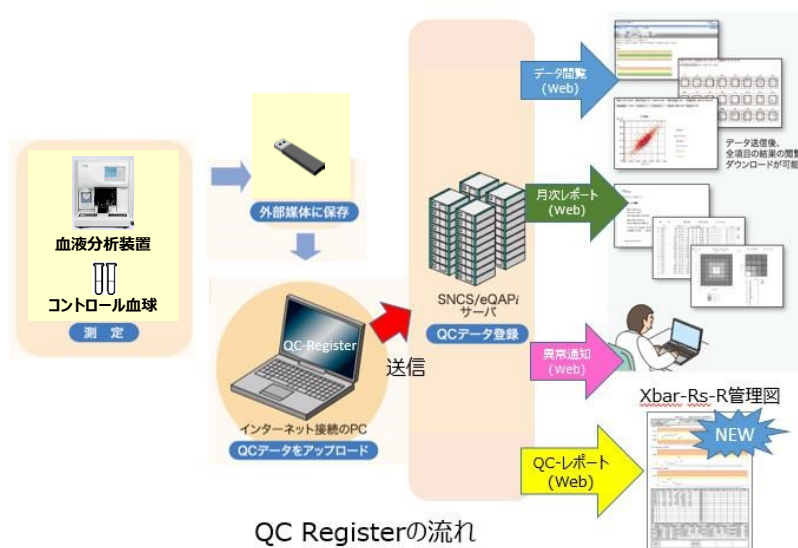 血液分析装置
コントロール血球
測 定
外部媒体に保存
QC-Register
インターネット接続のPC
QCデータをアップロード
送信
SNCS/eQAPiサーバ
QCデータ登録
データ閲覧
(Web)
データ送信後、
全項目の結果の閲覧
ダウンロードが可能
月次レポート
(Web)
異常通知
(Web)
Xbar-Rs-R管理図
NEW
QC-レポート
(Web)
QC Registerの流れ